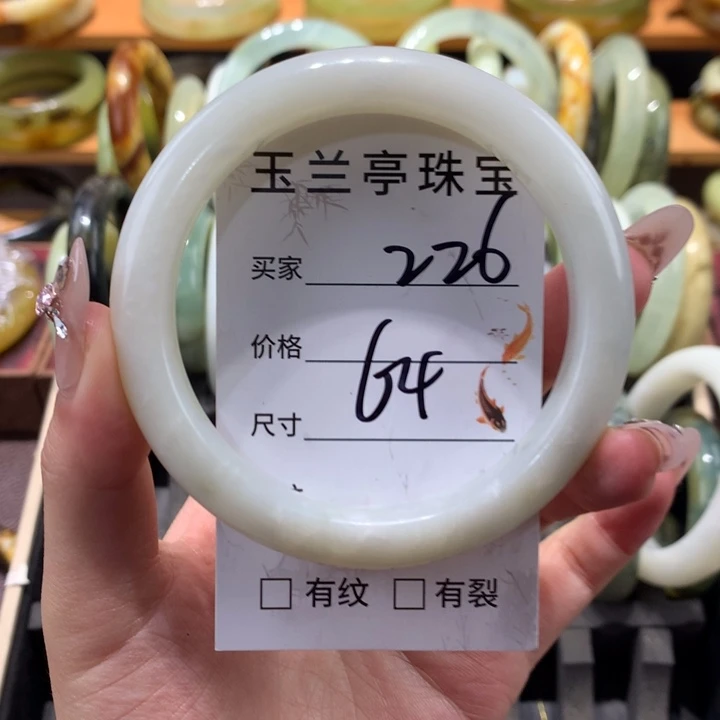 玉兰亭珠宝
买家 226
价格
尺寸 64
□ 有纹 □ 有裂